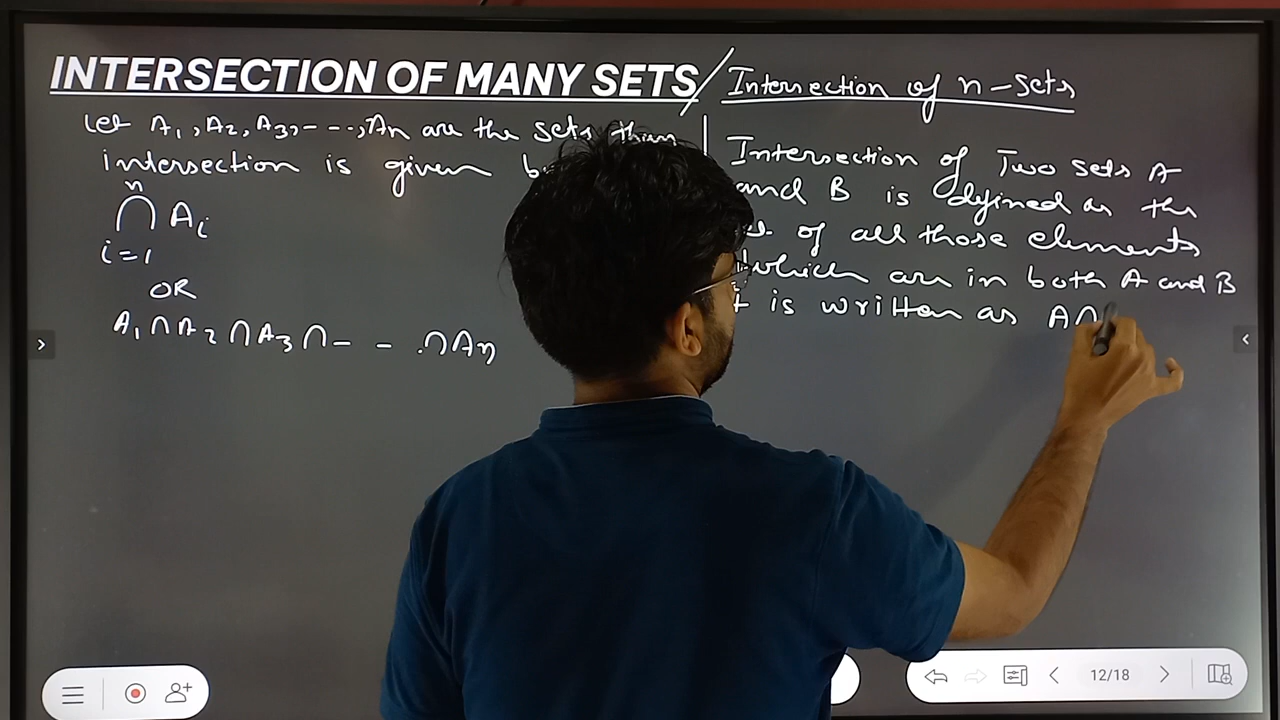 INTERSECTION OF MANY SETS/ Intersection of n-sets
Let A1, A2, A3, - - -, An are the sets then
intersection is given
n
∩ Ai
i=1
OR
A1 ∩ A2 ∩ A3 ∩ - - . ∩ An
Intersection of Two sets A
and B is defined as the
of all those elements
which are in both A and B
is written as A∩
12/18